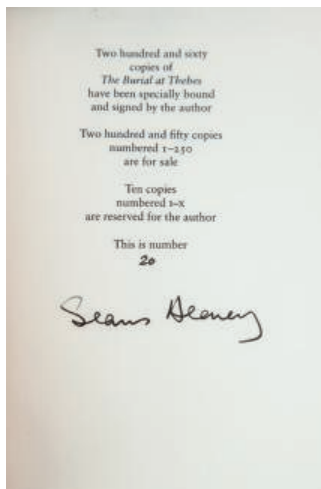 Two hundred and sixty
copies of
The Burial at Thebes
have been specially bound
and signed by the author
Two hundred and fifty copies
numbered 1–250
are for sale
Ten copies
numbered I–X
are reserved for the author
This is number
20
Seamus Heaney